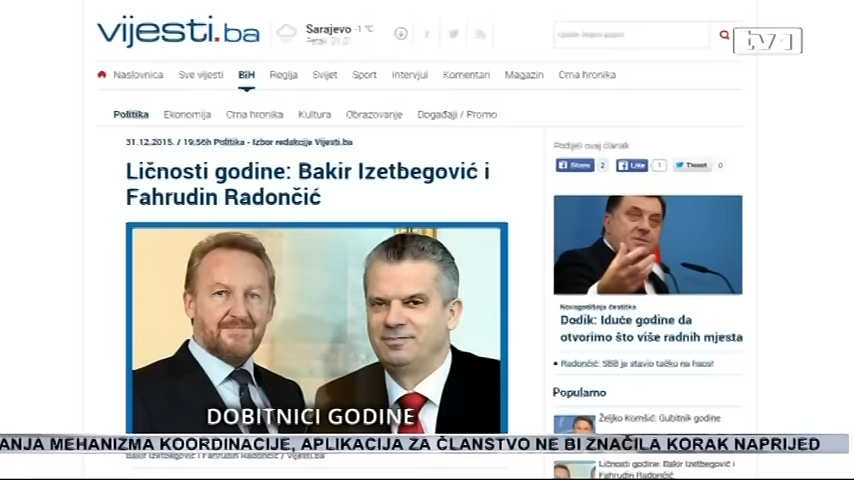 vijesti.ba
Sarajevo -1 °C
tv1
Naslovnica Sve vijesti BiH Regija Svijet Sport Intervjui Komentari Magazin Crna hronika
Politika Ekonomija Crna hronika Kultura Obrazovanje Događaji / Promo
31.12.2015. / 19:56h Politika - Izbor redakcije Vijesti.ba
Ličnosti godine: Bakir Izetbegović i
Fahrudin Radončić
DOBITNICI GODINE
Bakir Izetbegović i Fahrudin Radončić / Vijesti.ba
Podijeli ovaj članak
Share 2 Like 1 Tweet 0
Novogodišnja čestitka
Dodik: Iduće godine da
otvorimo što više radnih mjesta
Radončić: SBB je stavio tačku na haos!
Popularno
Željko Komšić: Gubitnik godine
Ličnosti godine: Bakir Izetbegović i
Fahrudin Radončić
ANJA MEHANIZMA KOORDINACIJE, APLIKACIJA ZA ČLANSTVO NE BI ZNAČILA KORAK NAPRIJED